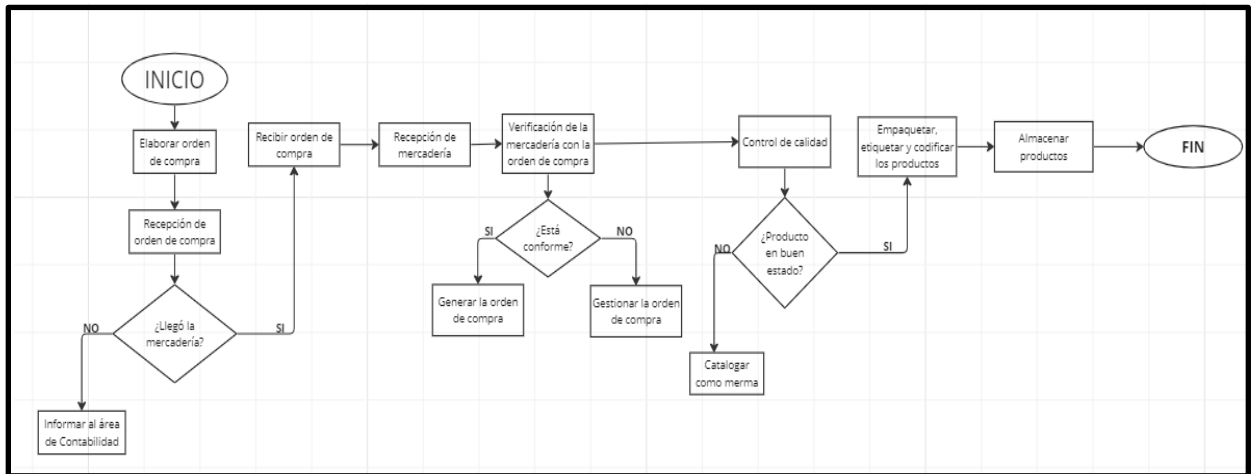 INICIO
Elaborar orden
de compra
Recepción de
orden de compra
¿Llegó la
mercadería?
NO
SI
Informar al área
de Contabilidad
Recibir orden de
compra
Recepción de
mercadería
Verificación de la
mercadería con la
orden de compra
¿Está
conforme?
SI
NO
Generar la orden
de compra
Gestionar la orden
de compra
Control de calidad
¿Producto
en buen
estado?
NO
SI
Catalogar
como merma
Empaquetar,
etiquetar y codificar
los productos
Almacenar
productos
FIN